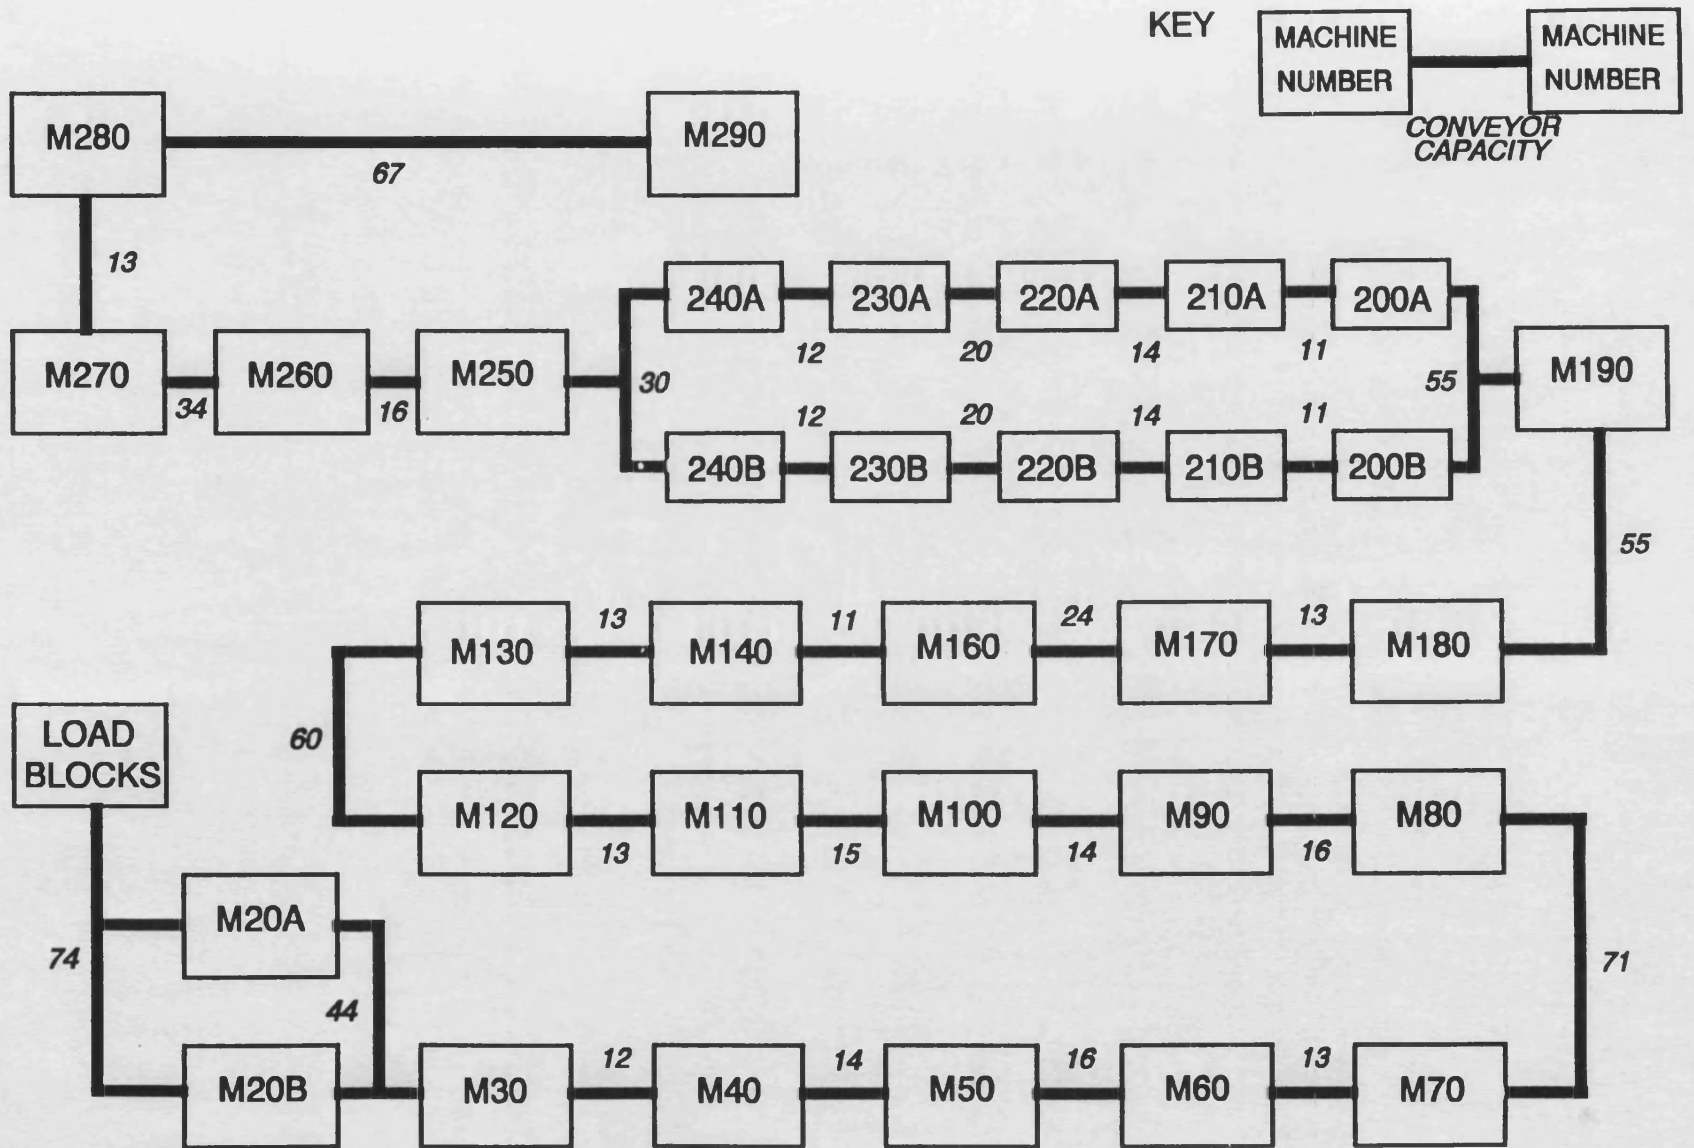 KEY
MACHINE
NUMBER
MACHINE
NUMBER
CONVEYOR
CAPACITY
M280
M290
67
13
240A
230A
220A
210A
200A
12
20
14
11
M270
M260
M250
M190
34
16
30
55
12
20
14
11
240B
230B
220B
210B
200B
55
13
11
24
13
M130
M140
M160
M170
M180
LOAD
BLOCKS
60
M120
M110
M100
M90
M80
13
15
14
16
M20A
74
71
44
12
14
16
13
M20B
M30
M40
M50
M60
M70